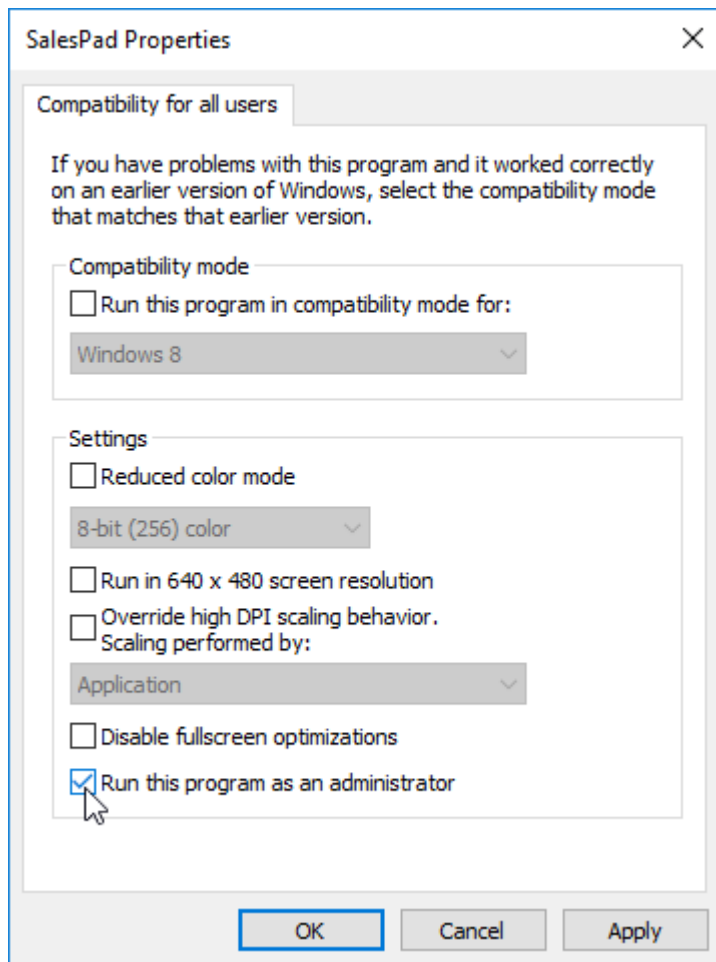 SalesPad Properties
Compatibility for all users
If you have problems with this program and it worked correctly
on an earlier version of Windows, select the compatibility mode
that matches that earlier version.
Compatibility mode
Run this program in compatibility mode for:
Windows 8
Settings
Reduced color mode
8-bit (256) color
Run in 640 x 480 screen resolution
Override high DPI scaling behavior.
Scaling performed by:
Application
Disable fullscreen optimizations
Run this program as an administrator
OK
Cancel
Apply